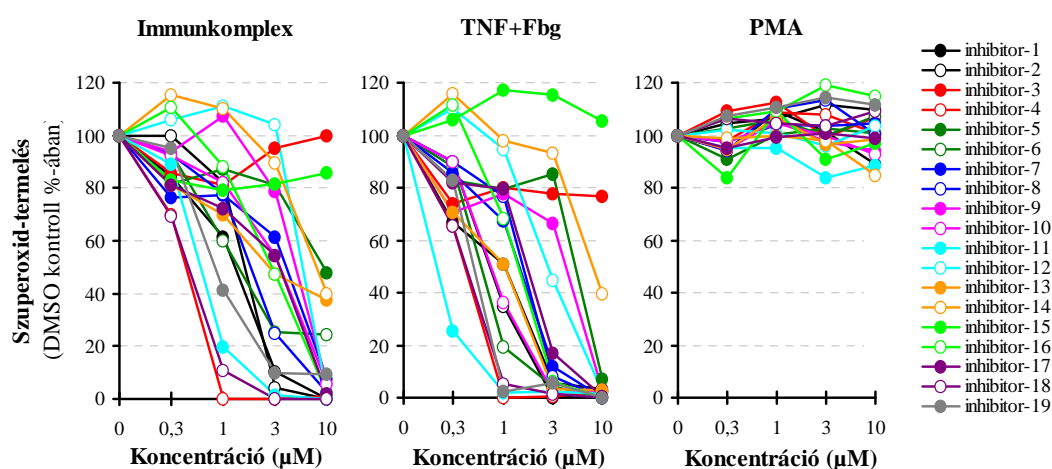 Immunkomplex
TNF+Fbg
PMA
Szuperoxid-termelés
(DMSO kontroll %-ában)
120
100
80
60
40
20
0
0 0,3 1 3 10
Koncentráció (µM)
120
100
80
60
40
20
0
0 0,3 1 3 10
Koncentráció (µM)
120
100
80
60
40
20
0
0 0,3 1 3 10
Koncentráció (µM)
inhibitor-1
inhibitor-2
inhibitor-3
inhibitor-4
inhibitor-5
inhibitor-6
inhibitor-7
inhibitor-8
inhibitor-9
inhibitor-10
inhibitor-11
inhibitor-12
inhibitor-13
inhibitor-14
inhibitor-15
inhibitor-16
inhibitor-17
inhibitor-18
inhibitor-19